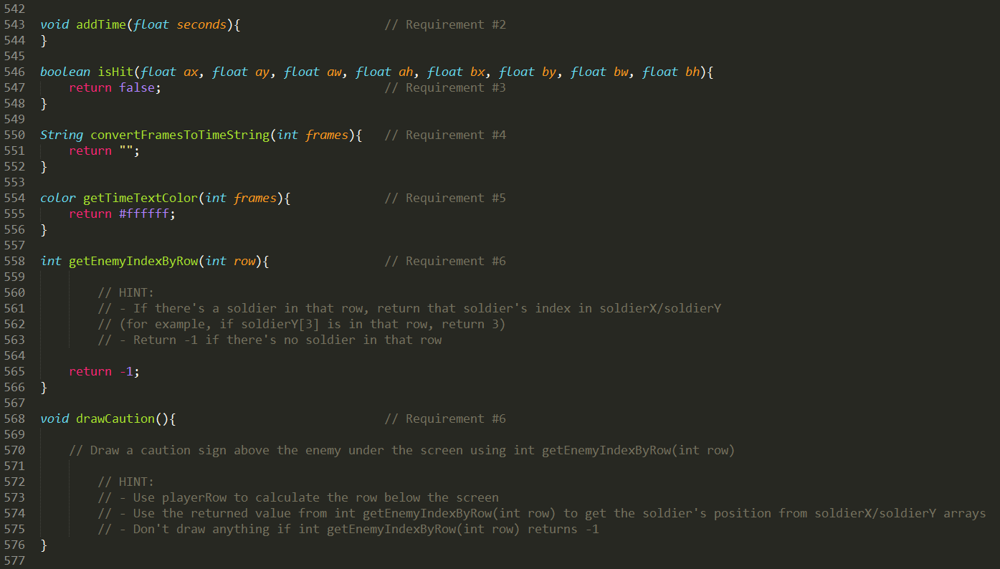 542
543 void addTime(float seconds){ // Requirement #2
544 }
545
546 boolean isHit(float ax, float ay, float aw, float ah, float bx, float by, float bw, float bh){
547 return false; // Requirement #3
548 }
549
550 String convertFramesToTimeString(int frames){ // Requirement #4
551 return "";
552 }
553
554 color getTimeTextColor(int frames){ // Requirement #5
555 return #ffffff;
556 }
557
558 int getEnemyIndexByRow(int row){ // Requirement #6
559
560 // HINT:
561 // - If there's a soldier in that row, return that soldier's index in soldierX/soldierY
562 // (for example, if soldierY[3] is in that row, return 3)
563 // - Return -1 if there's no soldier in that row
564
565 return -1;
566 }
567
568 void drawCaution(){ // Requirement #6
569
570 // Draw a caution sign above the enemy under the screen using int getEnemyIndexByRow(int row)
571
572 // HINT:
573 // - Use playerRow to calculate the row below the screen
574 // - Use the returned value from int getEnemyIndexByRow(int row) to get the soldier's position from soldierX/soldierY arrays
575 // - Don't draw anything if int getEnemyIndexByRow(int row) returns -1
576 }
577